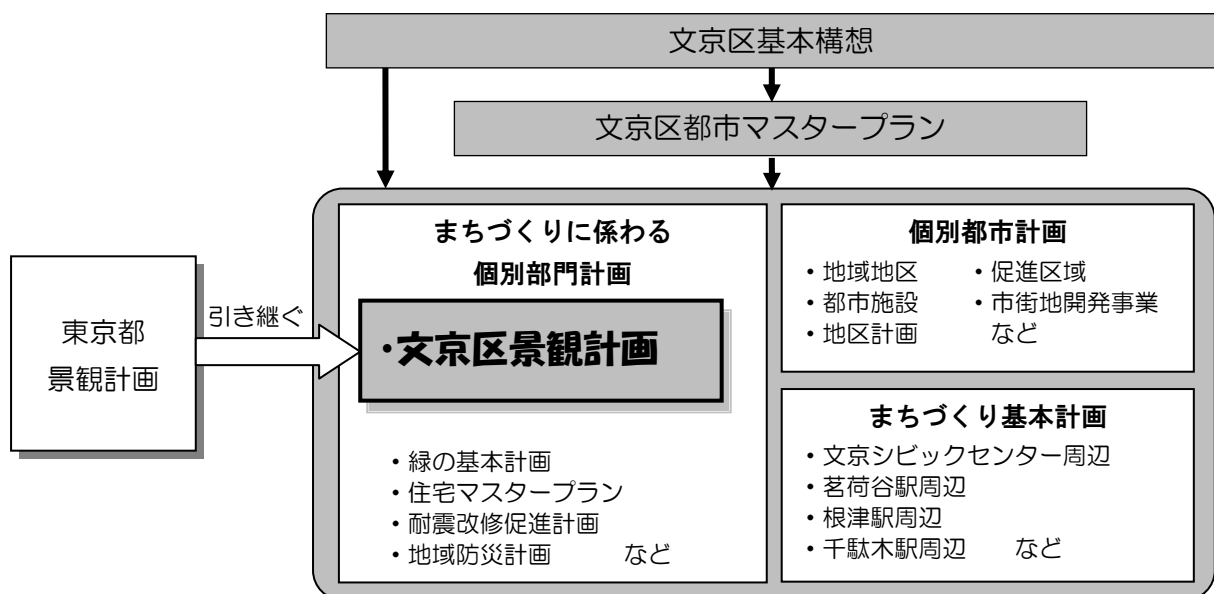 文京区基本構想
文京区都市マスタープラン
東京都
景観計画
引き継ぐ
まちづくりに係わる
個別部門計画
・文京区景観計画
・緑の基本計画
・住宅マスタープラン
・耐震改修促進計画
・地域防災計画 など
個別都市計画
・地域地区 ・促進区域
・都市施設 ・市街地開発事業
・地区計画 など
まちづくり基本計画
・文京シビックセンター周辺
・茗荷谷駅周辺
・根津駅周辺
・千駄木駅周辺 など